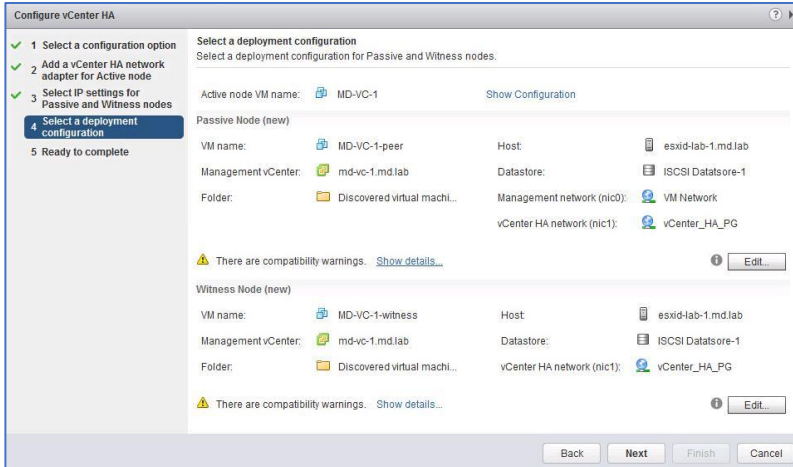 Configure vCenter HA
1 Select a configuration option
2 Add a vCenter HA network
adapter for Active node
3 Select IP settings for
Passive and Witness nodes
4 Select a deployment
configuration
5 Ready to complete
Select a deployment configuration
Select a deployment configuration for Passive and Witness nodes.
Active node VM name: MD-VC-1 Show Configuration
Passive Node (new)
VM name: MD-VC-1-peer Host: esxid-lab-1.md.lab
Management vCenter: md-vc-1.md.lab Datastore: ISCSI Datatsore-1
Folder: Discovered virtual machi... Management network (nic0): VM Network
vCenter HA network (nic1): vCenter_HA_PG
There are compatibility warnings. Show details... Edit...
Witness Node (new)
VM name: MD-VC-1-witness Host: esxid-lab-1.md.lab
Management vCenter: md-vc-1.md.lab Datastore: ISCSI Datatsore-1
Folder: Discovered virtual machi... vCenter HA network (nic1): vCenter_HA_PG
There are compatibility warnings. Show details... Edit...
Back Next Finish Cancel